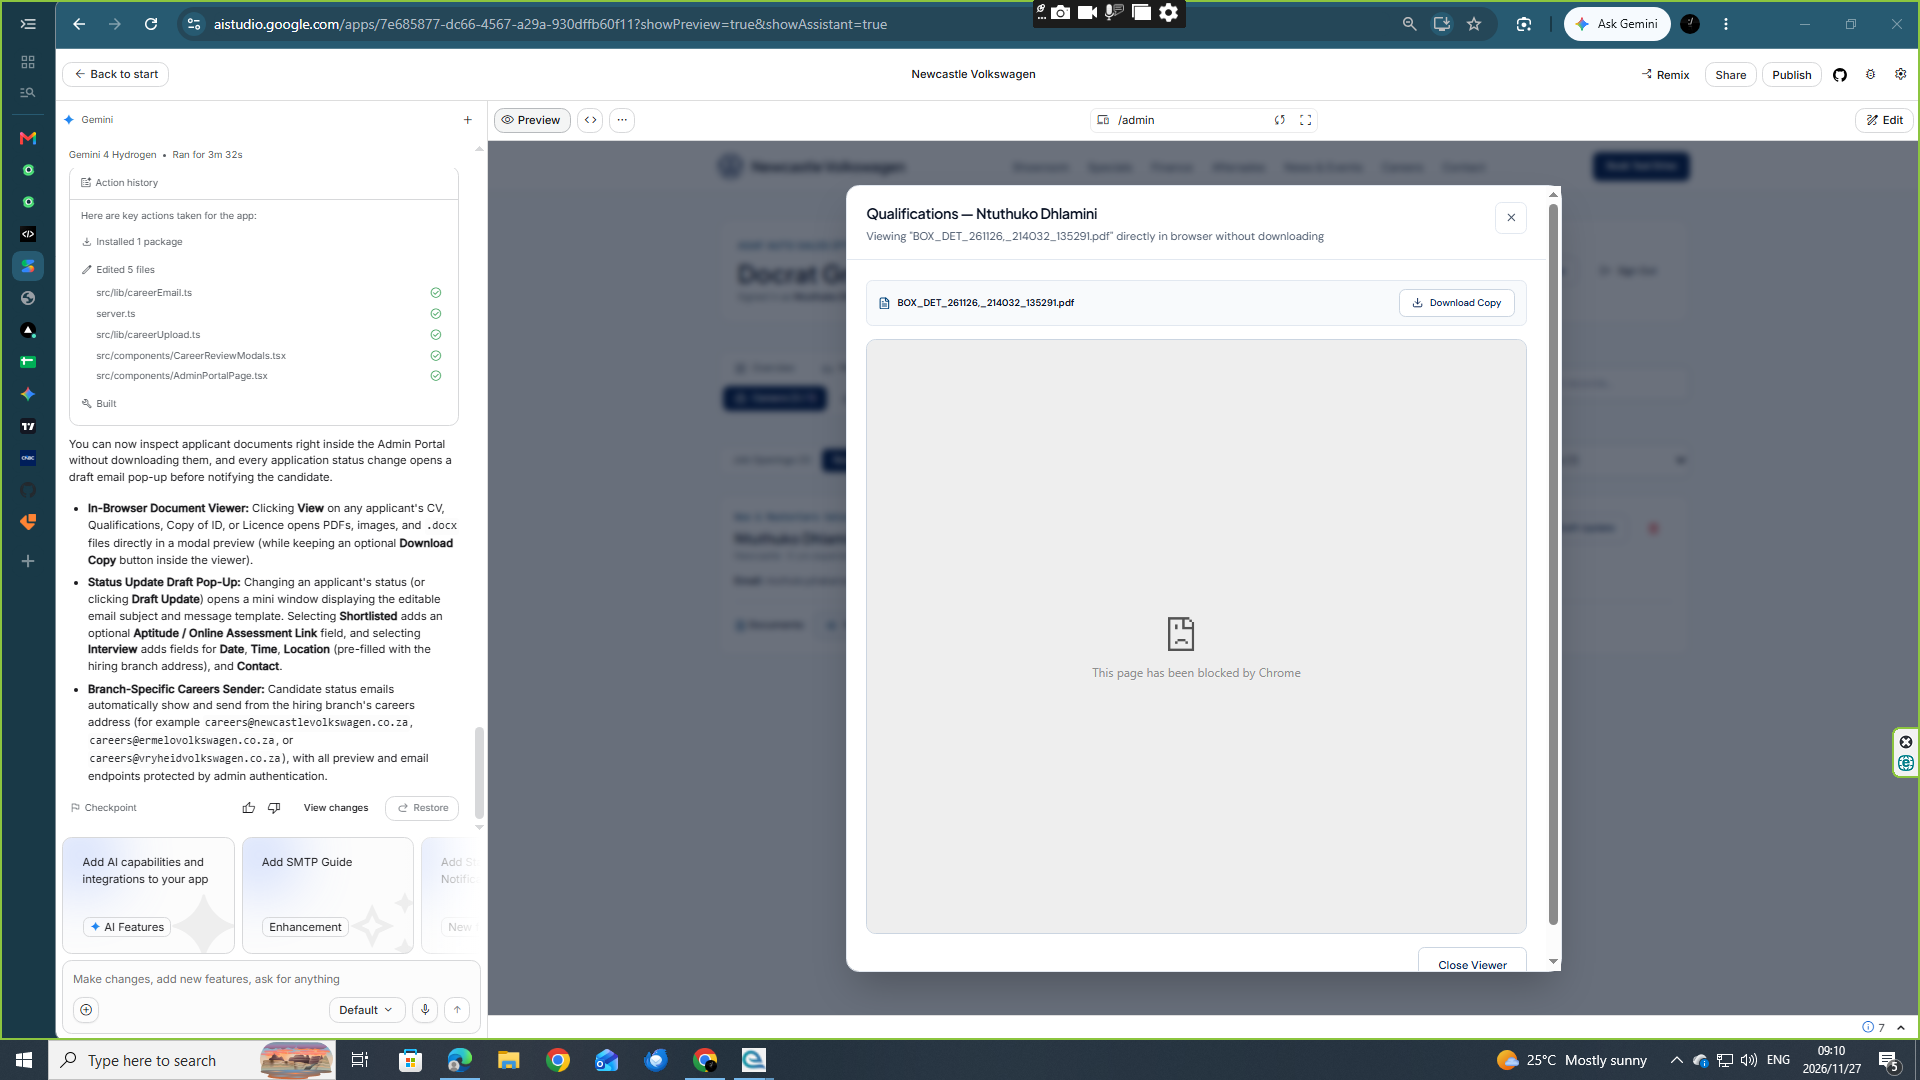 aistudio.google.com/apps/7e685877-dc66-4567-a29a-930dffb60f11?showPreview=true&showAssistant=true
Ask Gemini
Back to start
Newcastle Volkswagen
Remix
Share
Publish
Gemini
Preview
/admin
Edit
Gemini 4 Hydrogen • Ran for 3m 32s
Action history
Here are key actions taken for the app:
Installed 1 package
Edited 5 files
src/lib/careerEmail.ts
server.ts
src/lib/careerUpload.ts
src/components/CareerReviewModals.tsx
src/components/AdminPortalPage.tsx
Built
You can now inspect applicant documents right inside the Admin Portal
without downloading them, and every application status change opens a
draft email pop-up before notifying the candidate.
• In-Browser Document Viewer: Clicking View on any applicant's CV,
Qualifications, Copy of ID, or Licence opens PDFs, images, and .docx
files directly in a modal preview (while keeping an optional Download
Copy button inside the viewer).
• Status Update Draft Pop-Up: Changing an applicant's status (or
clicking Draft Update) opens a mini window displaying the editable
email subject and message template. Selecting Shortlisted adds an
optional Aptitude / Online Assessment Link field, and selecting
Interview adds fields for Date, Time, Location (pre-filled with the
hiring branch address), and Contact.
• Branch-Specific Careers Sender: Candidate status emails
automatically show and send from the hiring branch's careers
address (for example careers@newcastlevolkswagen.co.za,
careers@ermelovolkswagen.co.za, or
careers@vryheidvolkswagen.co.za), with all preview and email
endpoints protected by admin authentication.
Checkpoint
View changes
Restore
Add AI capabilities and
integrations to your app
AI Features
Add SMTP Guide
Enhancement
Make changes, add new features, ask for anything
Default
Newcastle Volkswagen
Qualifications — Ntuthuko Dhlamini
Viewing "BOX_DET_261126,_214032_135291.pdf" directly in browser without downloading
BOX_DET_261126,_214032_135291.pdf
Download Copy
This page has been blocked by Chrome
Close Viewer
7
Type here to search
25°C Mostly sunny
ENG
09:10
2026/11/27
5